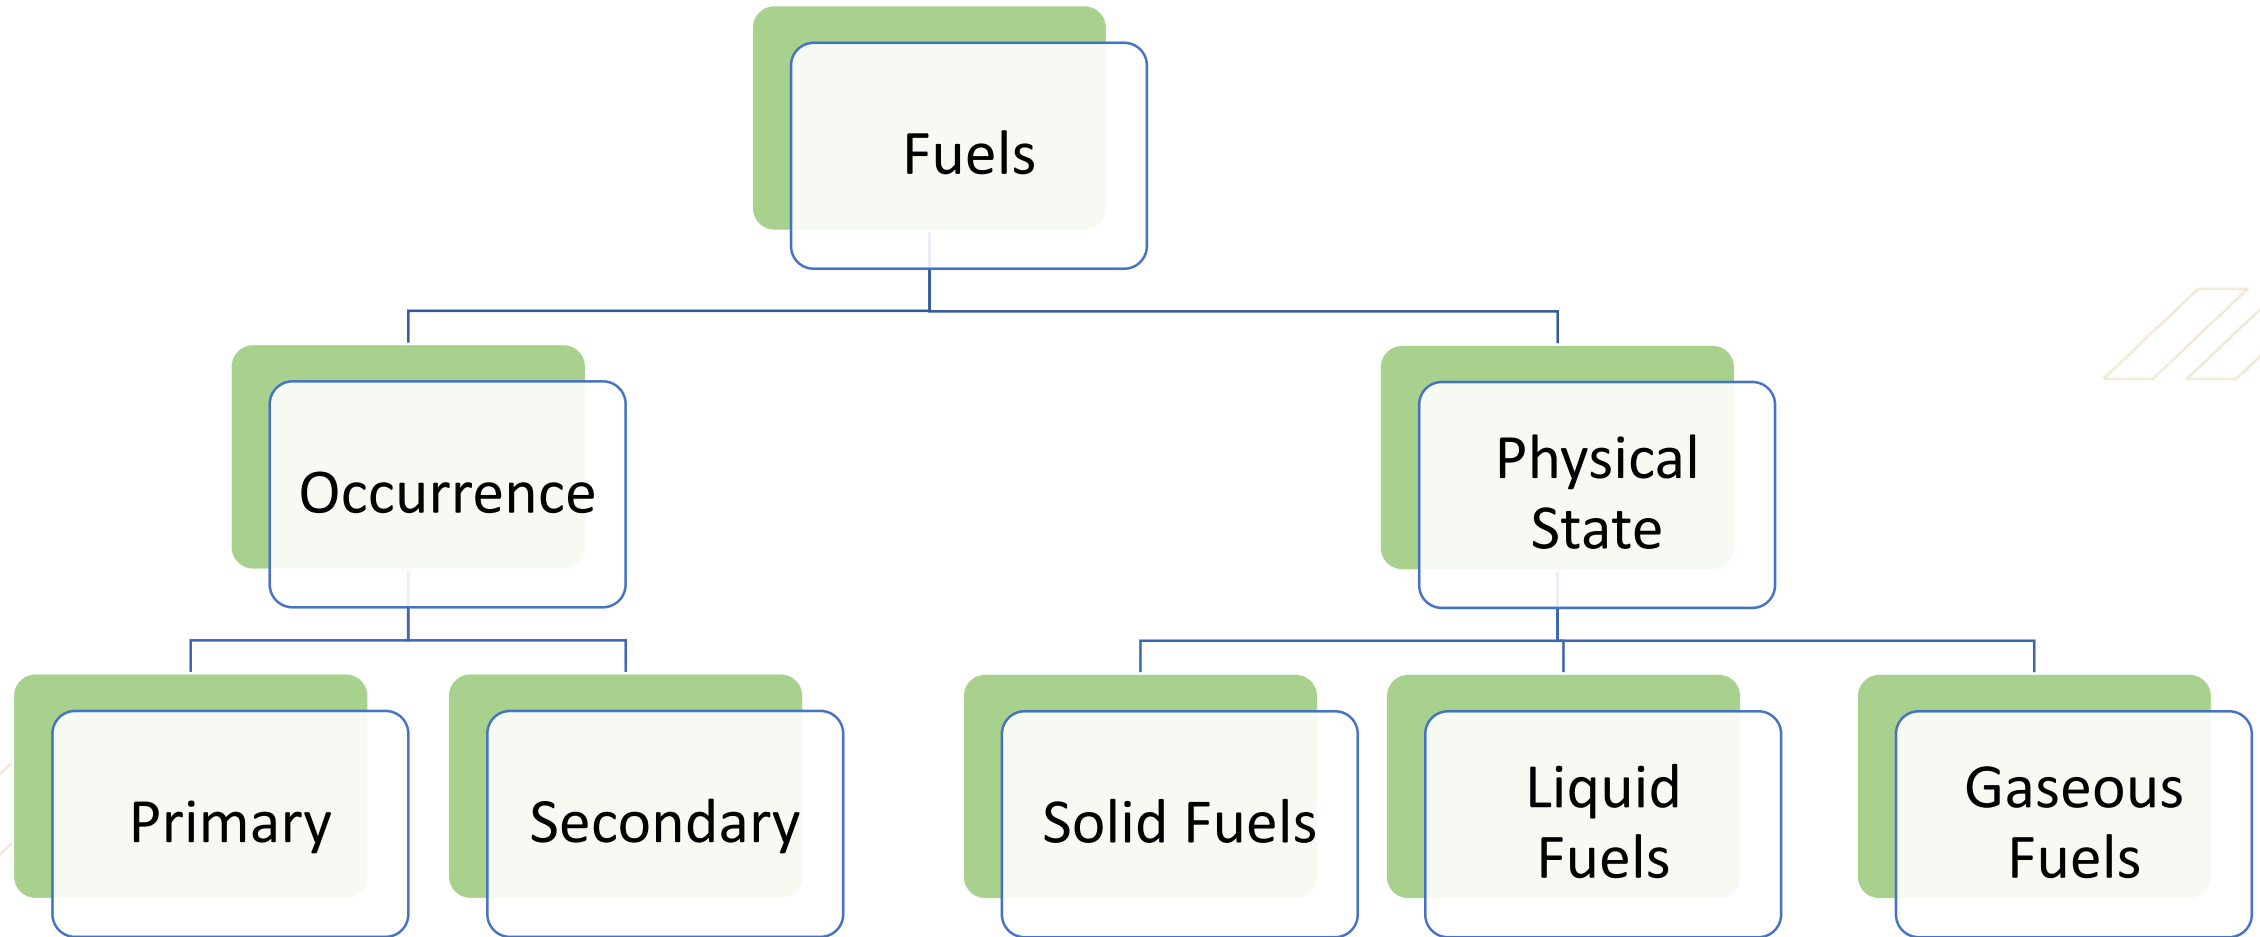 Fuels
Occurrence
Physical
State
Primary
Secondary
Solid Fuels
Liquid
Fuels
Gaseous
Fuels